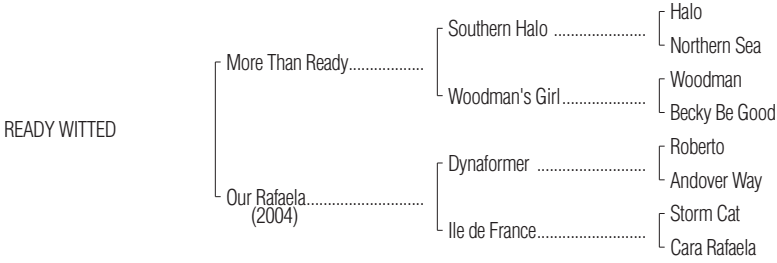 Halo
Southern Halo ......................
Northern Sea
More Than Ready..................
Woodman
Woodman's Girl....................
Becky Be Good
READY WITTED
Roberto
Dynaformer ..........................
Andover Way
Our Rafaela............................
(2004)
Storm Cat
Ile de France..........................
Cara Rafaela